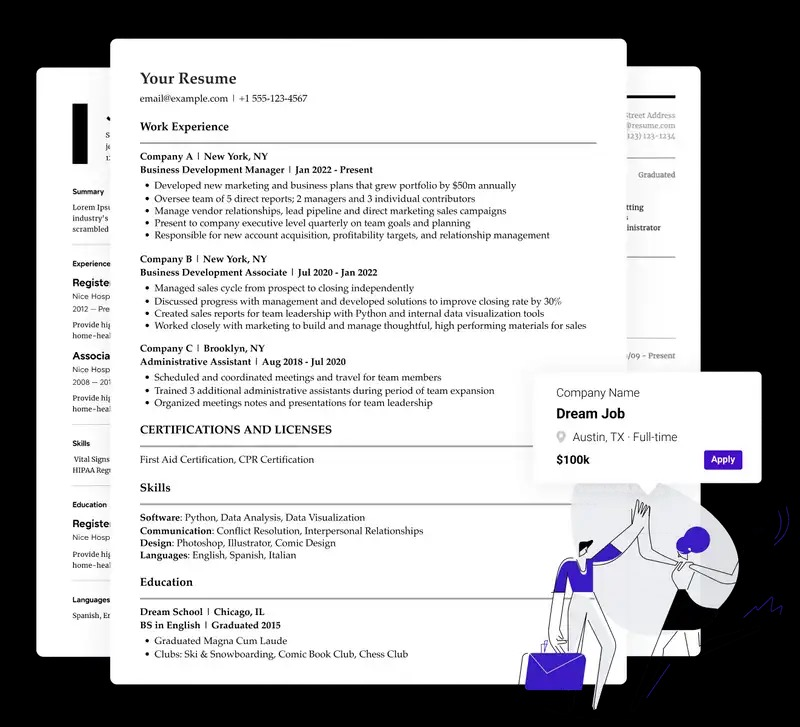 Your Resume
email@example.com | +1 555-123-4567
Work Experience
Company A | New York, NY
Business Development Manager | Jan 2022 - Present
• Developed new marketing and business plans that grew portfolio by $50m annually
• Oversee team of 5 direct reports; 2 managers and 3 individual contributors
• Manage vendor relationships, lead pipeline and direct marketing sales campaigns
• Present to company executive level quarterly on team goals and planning
• Responsible for new account acquisition, profitability targets, and relationship management
Company B | New York, NY
Business Development Associate | Jul 2020 - Jan 2022
• Managed sales cycle from prospect to closing independently
• Discussed progress with management and developed solutions to improve closing rate by 30%
• Created sales reports for team leadership with Python and internal data visualization tools
• Worked closely with marketing to build and manage thoughtful, high performing materials for sales
Company C | Brooklyn, NY
Administrative Assistant | Aug 2018 - Jul 2020
• Scheduled and coordinated meetings and travel for team members
• Trained 3 additional administrative assistants during period of team expansion
• Organized meetings notes and presentations for team leadership
CERTIFICATIONS AND LICENSES
First Aid Certification, CPR Certification
Skills
Software: Python, Data Analysis, Data Visualization
Communication: Conflict Resolution, Interpersonal Relationships
Design: Photoshop, Illustrator, Comic Design
Languages: English, Spanish, Italian
Education
Dream School | Chicago, IL
BS in English | Graduated 2015
• Graduated Magna Cum Laude
• Clubs: Ski & Snowboarding, Comic Book Club, Chess Club
Summary
Lorem Ipsu
industry's
scrambled
Experience
Register
Nice Hosp
2012 — Pre
Provide hig
home-heal
Associa
Nice Hosp
2008 — 201
Provide hig
home-heal
Skills
Vital Signs
HIPAA Regu
Education
Register
Nice Hosp
Provide hig
home-heal
Languages
Spanish, En
Street Address
@resume.com
123) 123-1234
Graduated
tting
s
inistrator
/09 - Present
Company Name
Dream Job
Austin, TX · Full-time
$100k
Apply